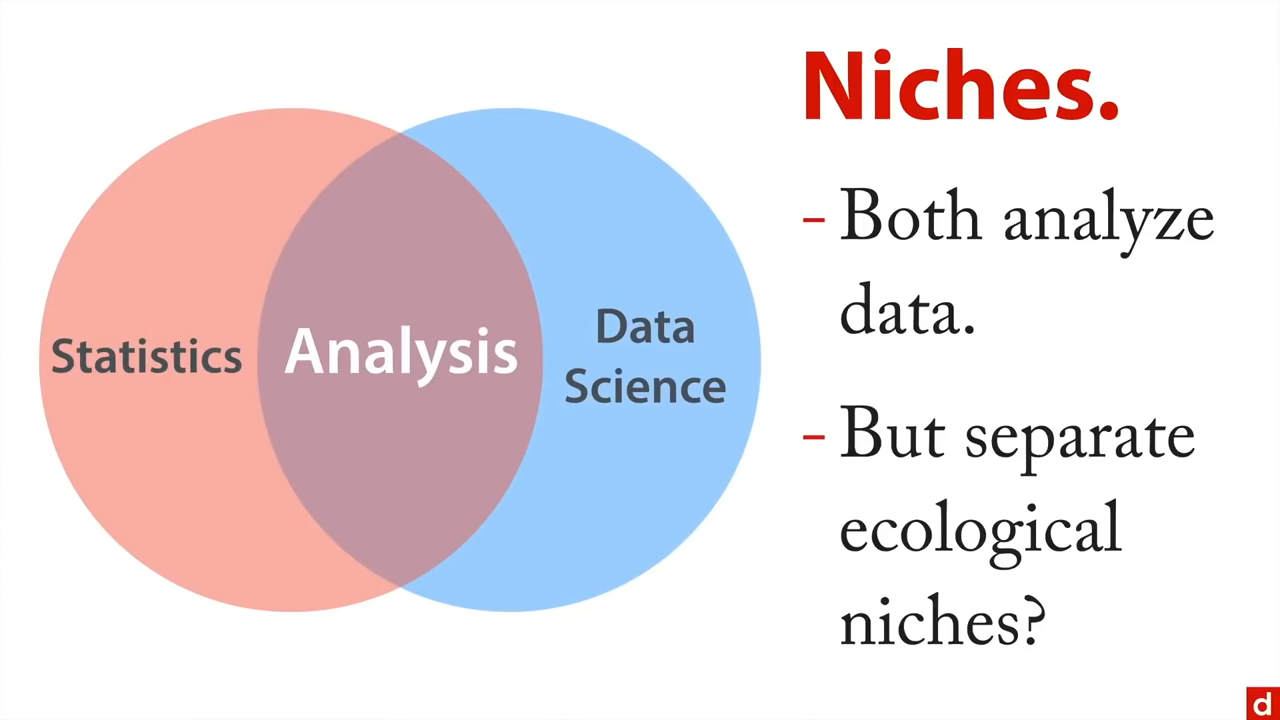 Niches.
- Both analyze
data.
- But separate
ecological
niches?
Statistics
Analysis
Data
Science
d